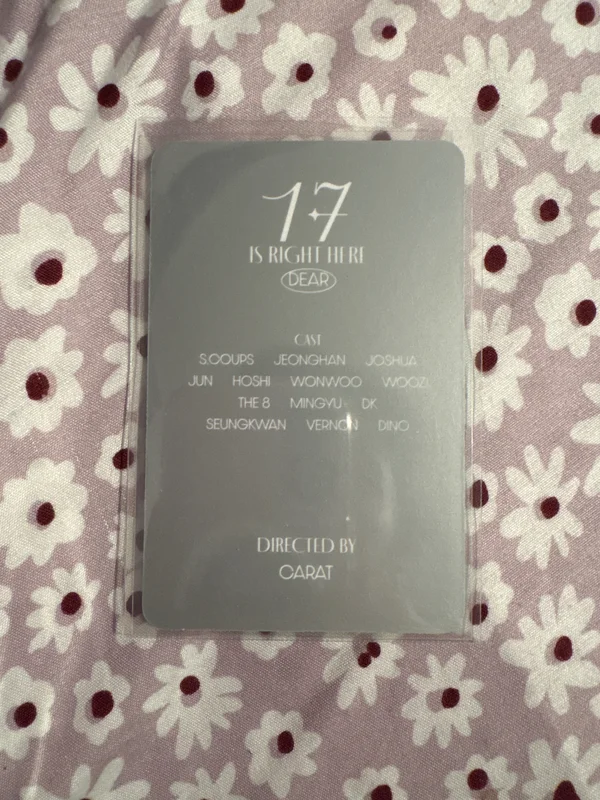 17
IS RIGHT HERE
DEAR
CAST
S.COUPS JEONGHAN JOSHUA
JUN HOSHI WONWOO WOOZI
THE 8 MINGYU DK
SEUNGKWAN VERNON DINO
DIRECTED BY
CARAT